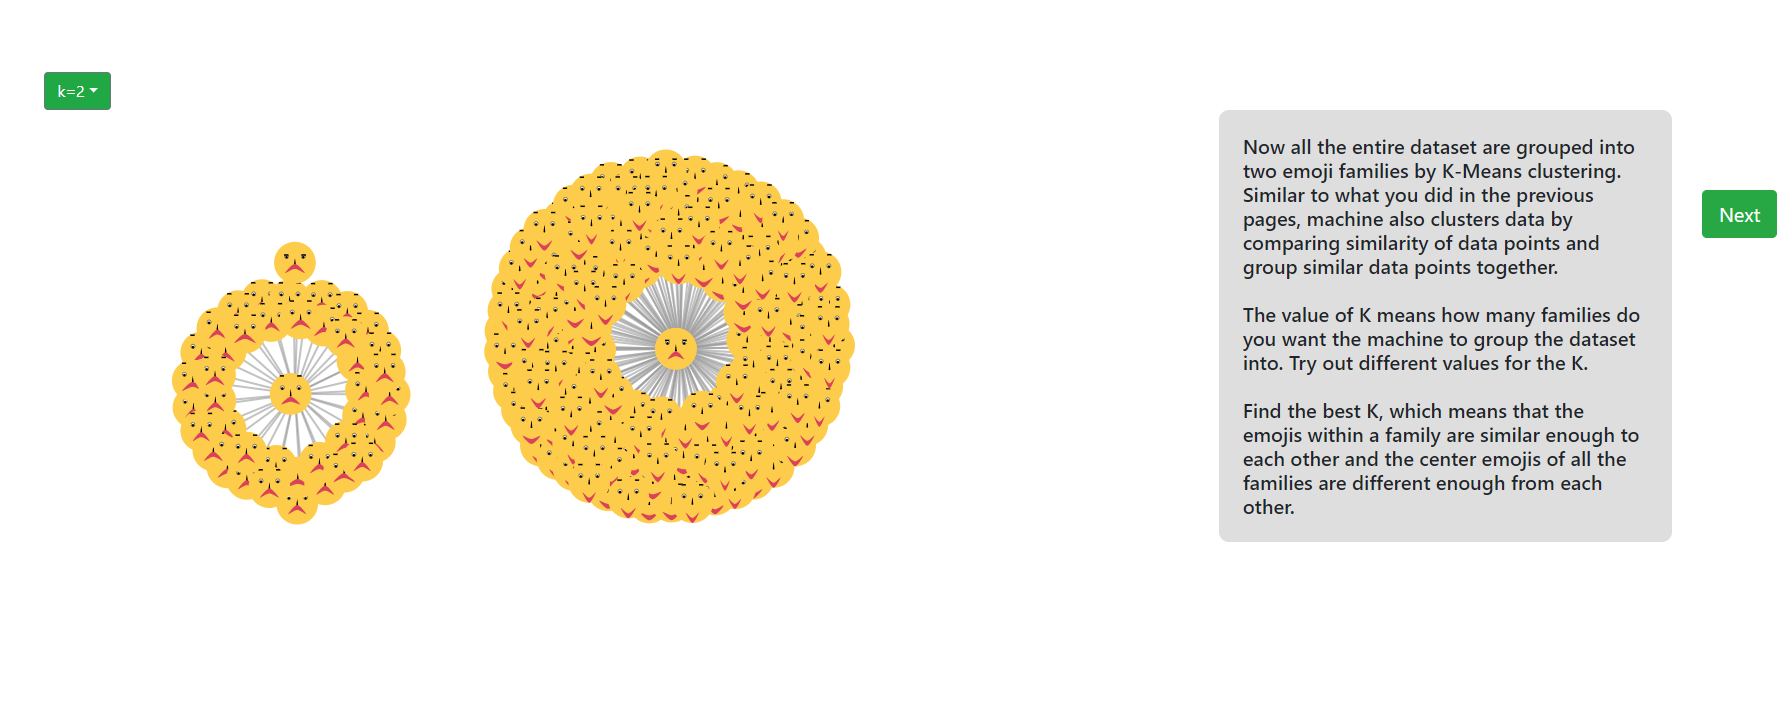 k=2
Now all the entire dataset are grouped into
two emoji families by K-Means clustering.
Similar to what you did in the previous
pages, machine also clusters data by
comparing similarity of data points and
group similar data points together.
The value of K means how many families do
you want the machine to group the dataset
into. Try out different values for the K.
Find the best K, which means that the
emojis within a family are similar enough to
each other and the center emojis of all the
families are different enough from each
other.
Next